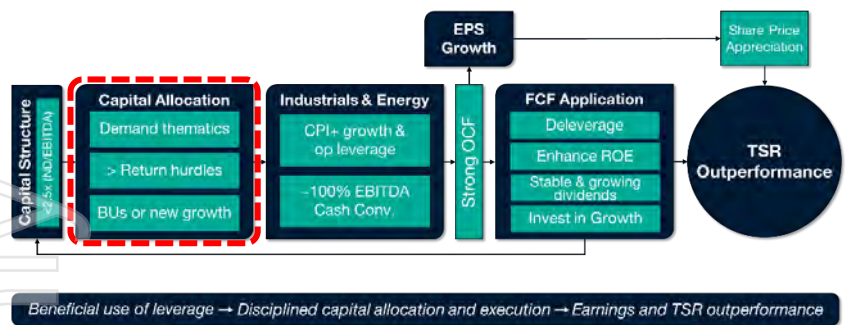 EPS
Growth
Share Price
Appreciation
Capital Structure
<2.5x (ND/EBITDA)
Capital Allocation
Demand thematics
> Return hurdles
BUs or new growth
Industrials & Energy
CPI+ growth &
op leverage
~100% EBITDA
Cash Conv.
Strong OCF
FCF Application
Deleverage
Enhance ROE
Stable & growing
dividends
Invest in Growth
TSR
Outperformance
Beneficial use of leverage → Disciplined capital allocation and execution → Earnings and TSR outperformance